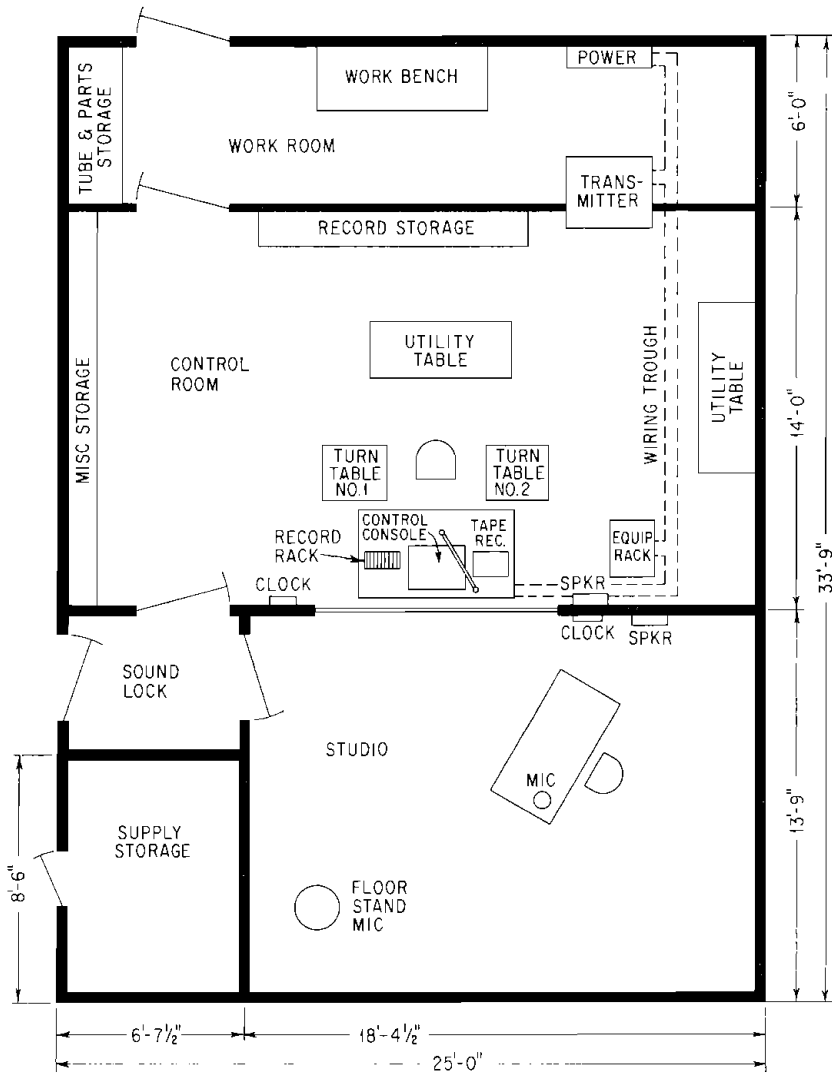 POWER
WORK BENCH
TUBE & PARTS
STORAGE
6'-0"
WORK ROOM
TRANS-
MITTER
RECORD STORAGE
UTILITY
TABLE
CONTROL
ROOM
MISC STORAGE
WIRING TROUGH
UTILITY
TABLE
14'-0"
33'-9"
TURN
TABLE
NO.1
TURN
TABLE
NO.2
CONTROL
CONSOLE
TAPE
REC.
RECORD
RACK
EQUIP
RACK
CLOCK
SPKR
CLOCK
SPKR
SOUND
LOCK
STUDIO
MIC
13'-9"
SUPPLY
STORAGE
8'-6"
FLOOR
STAND
MIC
6'-7½"
18'-4½"
25'-0"